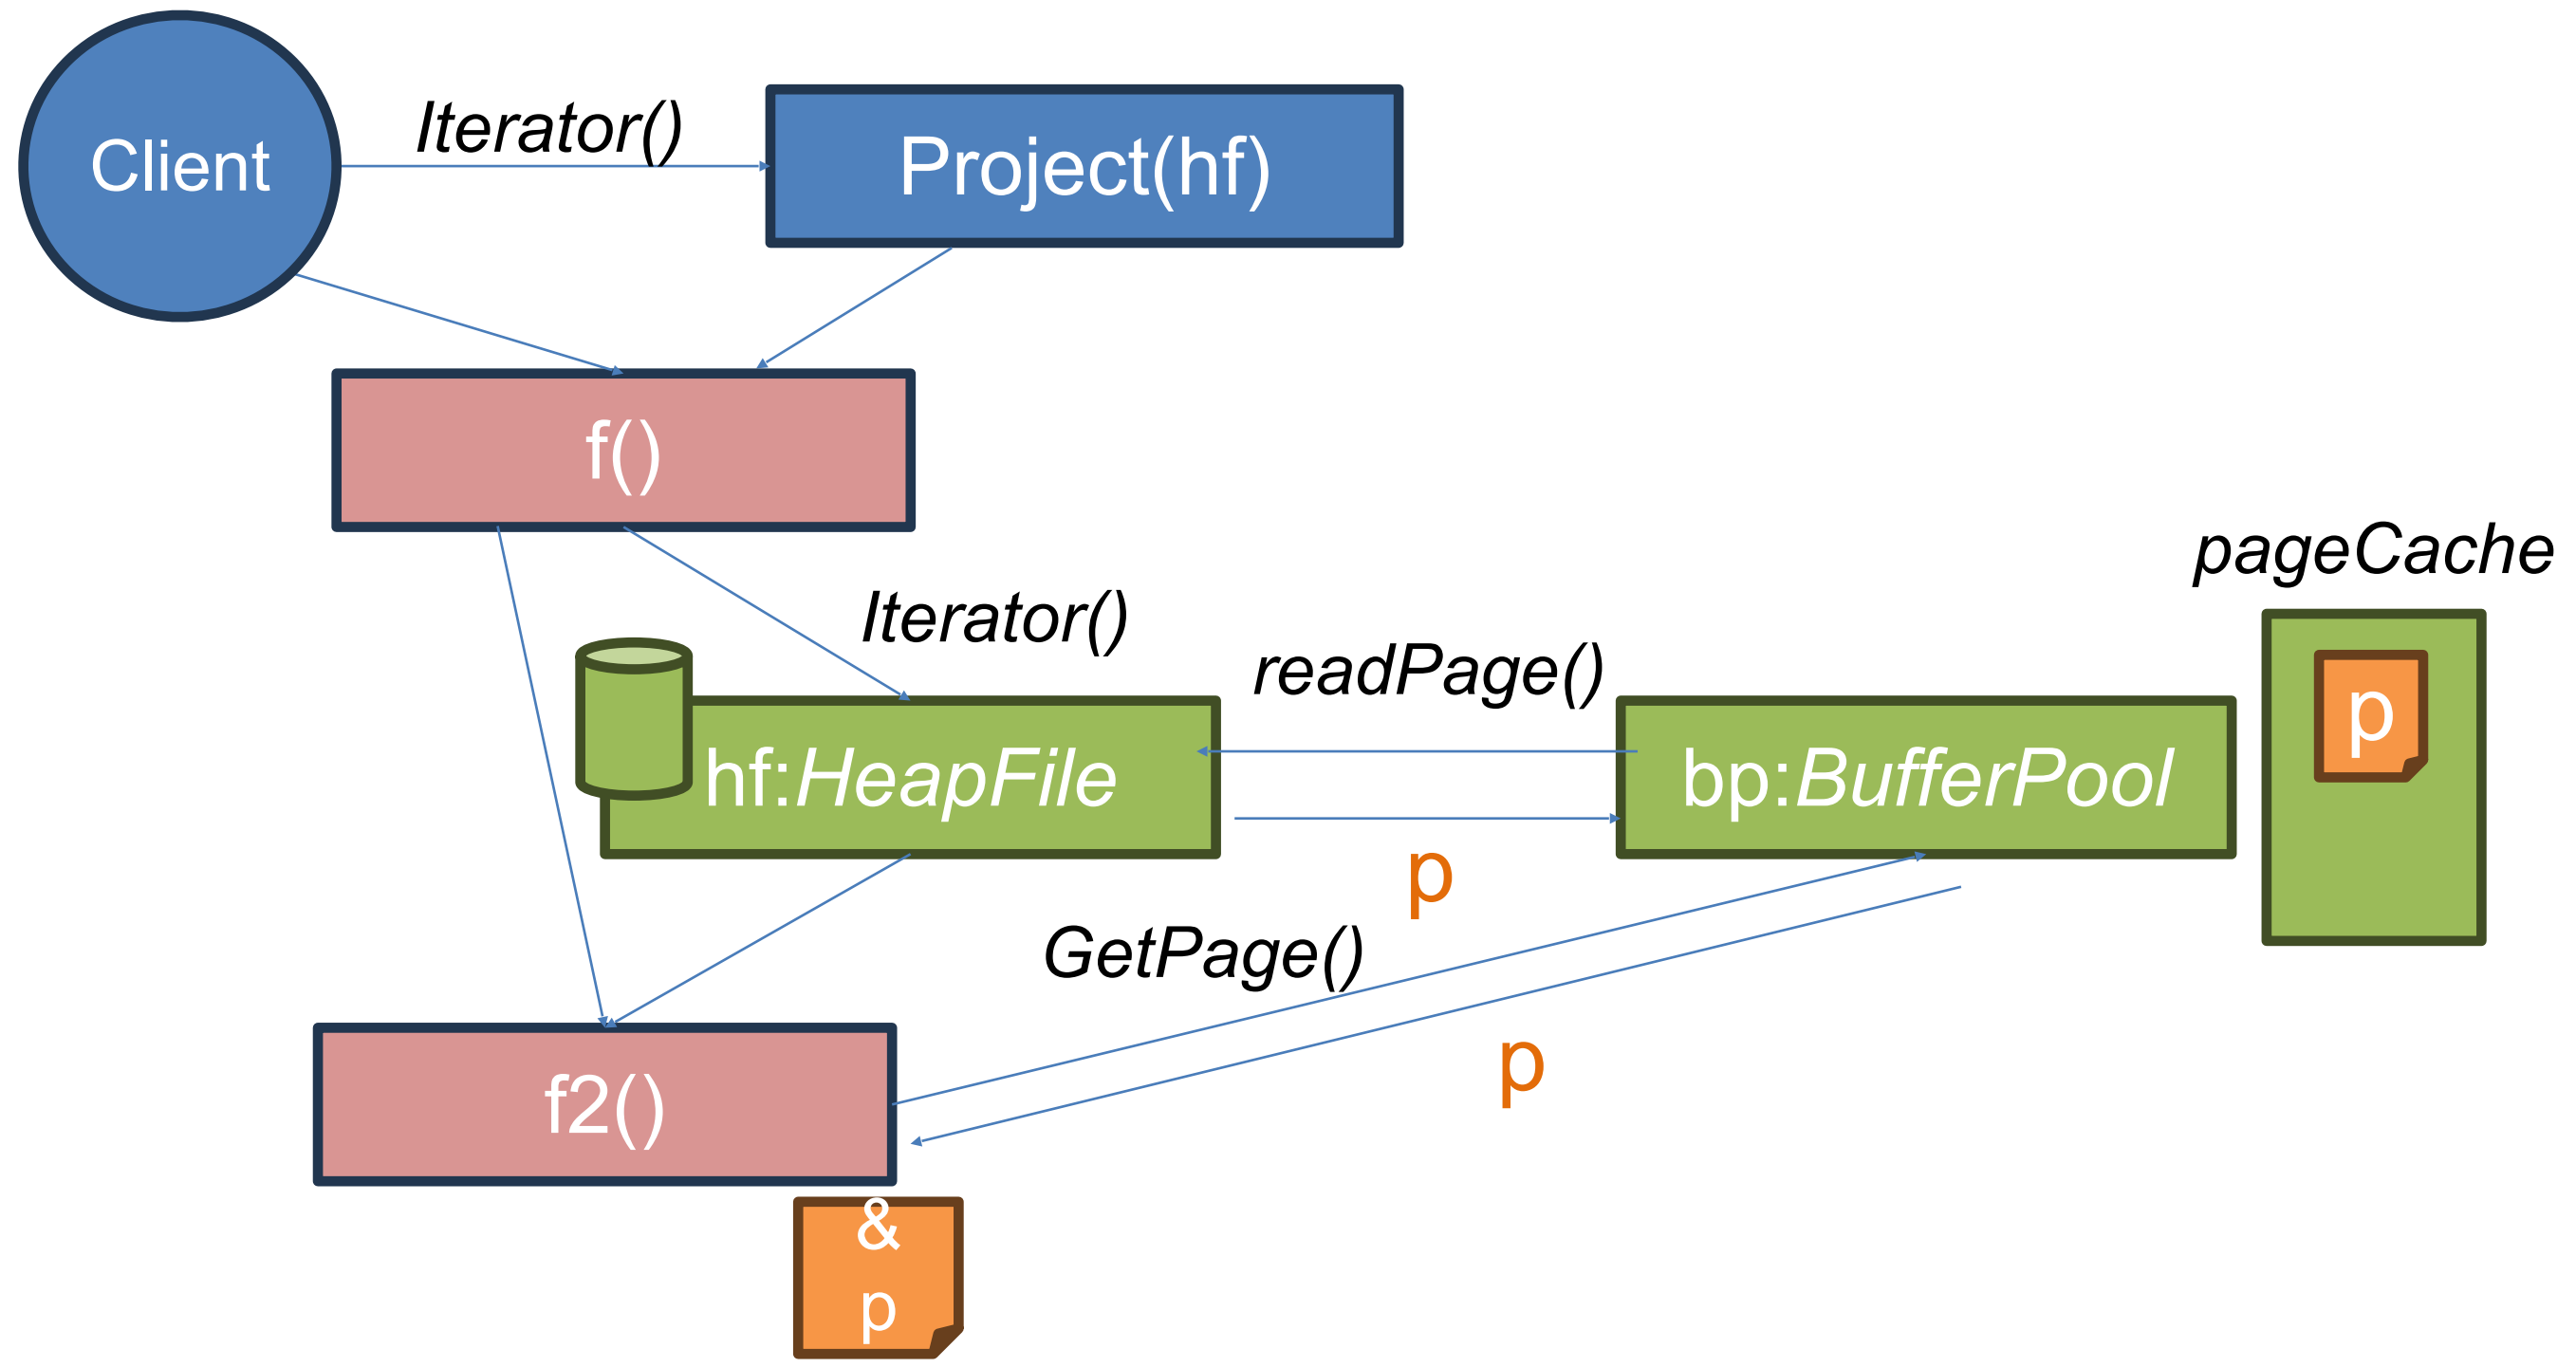 Client
Iterator()
Project(hf)
f()
Iterator()
pageCache
readPage()
p
hf:HeapFile
bp:BufferPool
p
GetPage()
p
f2()
&
p